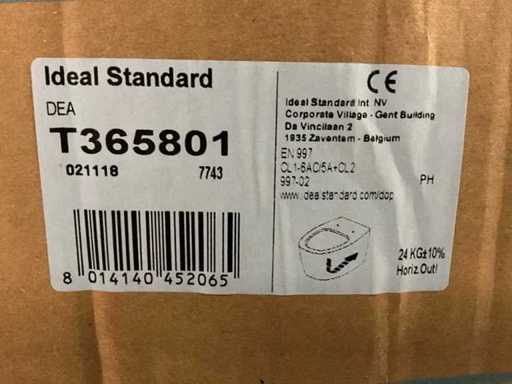 Ideal Standard
DEA
T365801
021118 7743
8 014140 452065
CE
Ideal Standard Int. NV
Corporate Village - Gent Building
Da Vincilaan 2
1935 Zaventem - Belgium
EN 997
CL1-6AC/5A+CL2
997-02
www.idealstandard.com/dop
PH
24 KG±10%
Horiz.Outl